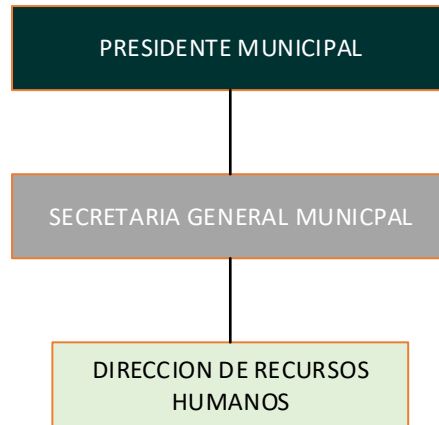 PRESIDENTE MUNICIPAL
SECRETARIA GENERAL MUNICPAL
DIRECCION DE RECURSOS
HUMANOS